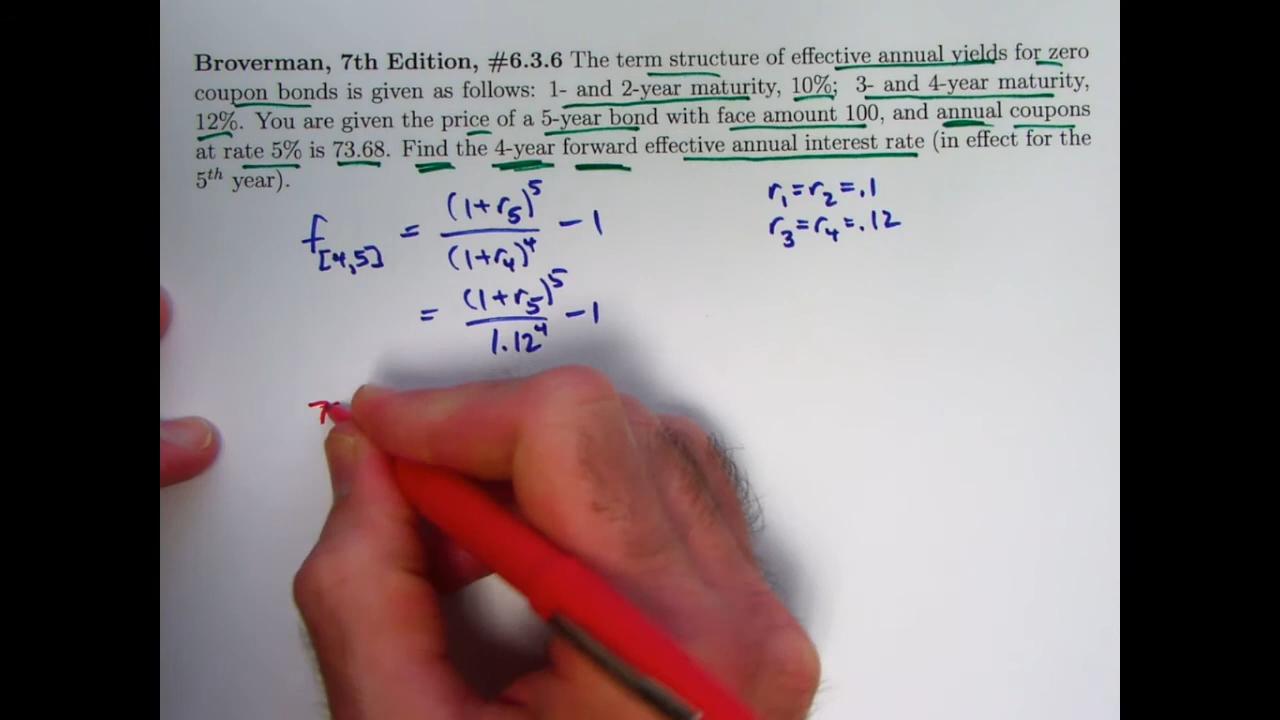 Broverman, 7th Edition, #6.3.6 The term structure of effective annual yields for zero
coupon bonds is given as follows: 1- and 2-year maturity, 10%; 3- and 4-year maturity,
12%. You are given the price of a 5-year bond with face amount 100, and annual coupons
at rate 5% is 73.68. Find the 4-year forward effective annual interest rate (in effect for the
5th year).
f[4,5] = (1+r5)^5 / (1+r4)^4 − 1
r1 = r2 = .1
r3 = r4 = .12
= (1+r5)^5 / 1.12^4 − 1
7